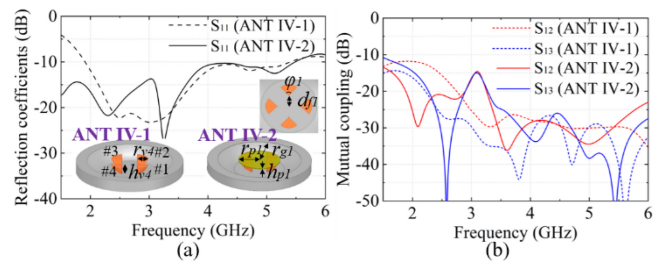 Reflection coefficients (dB)
0
-10
-20
-30
-40
S11 (ANT IV-1)
S11 (ANT IV-2)
φ1
df1
ANT IV-1
ANT IV-2
#3
rv4
#2
#4
hv4
#1
rp1
rg1
hp1
2
3
4
5
6
Frequency (GHz)
(a)
Mutual coupling (dB)
0
-10
-20
-30
-40
-50
S12 (ANT IV-1)
S13 (ANT IV-1)
S12 (ANT IV-2)
S13 (ANT IV-2)
2
3
4
5
6
Frequency (GHz)
(b)